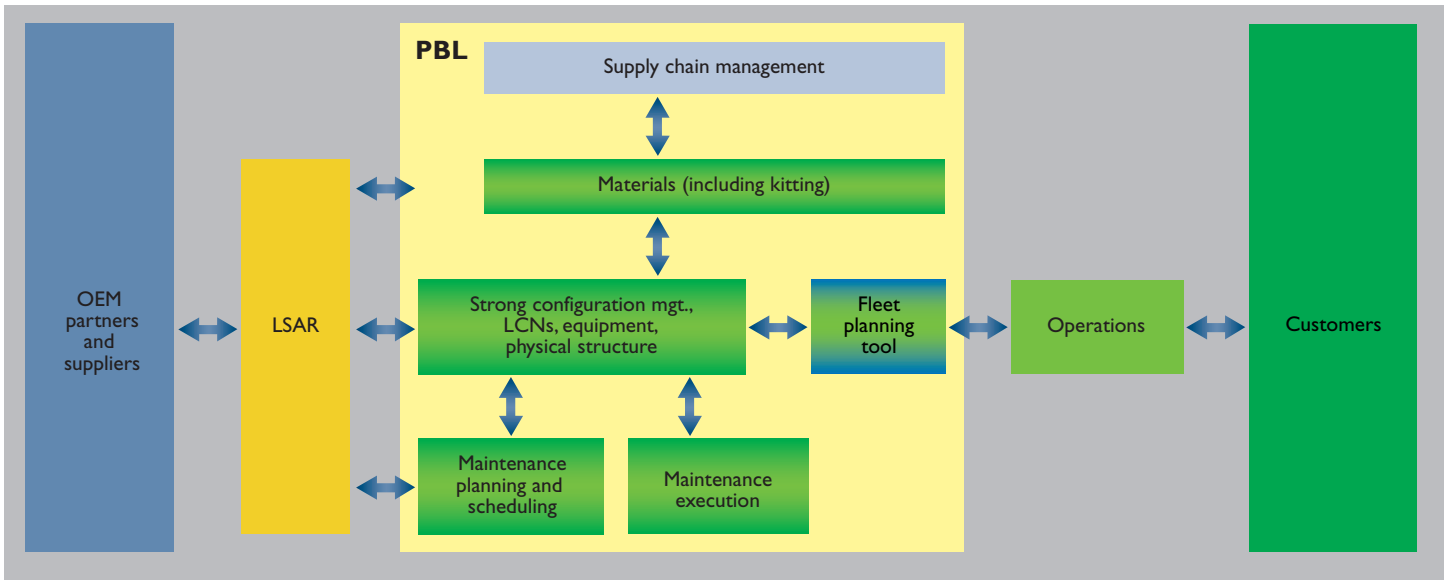 PBL
Supply chain management
Materials (including kitting)
OEM
partners
and
suppliers
LSAR
Strong configuration mgt.,
LCNs, equipment,
physical structure
Fleet
planning
tool
Operations
Customers
Maintenance
planning and
scheduling
Maintenance
execution